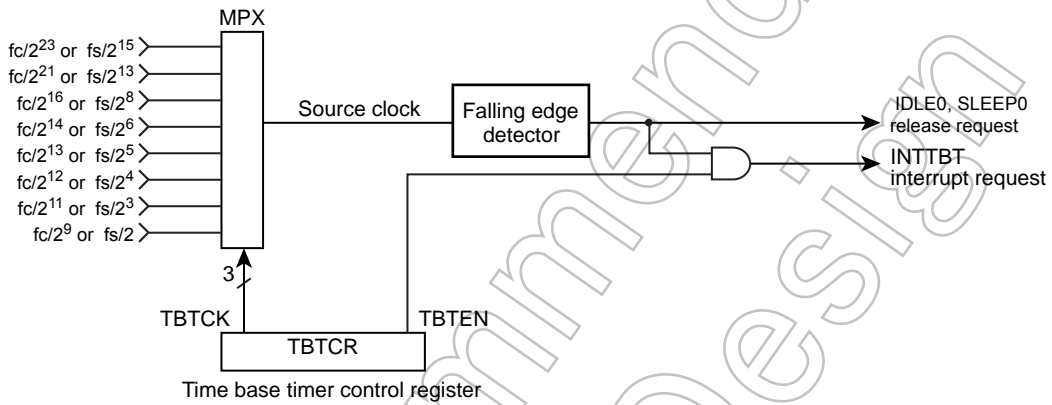 MPX
fc/2^23 or fs/2^15
fc/2^21 or fs/2^13
fc/2^16 or fs/2^8
fc/2^14 or fs/2^6
fc/2^13 or fs/2^5
fc/2^12 or fs/2^4
fc/2^11 or fs/2^3
fc/2^9 or fs/2
Source clock
Falling edge
detector
IDLE0, SLEEP0
release request
INTTBT
interrupt request
3
TBTCK
TBTEN
TBTCR
Time base timer control register
mmend
Design